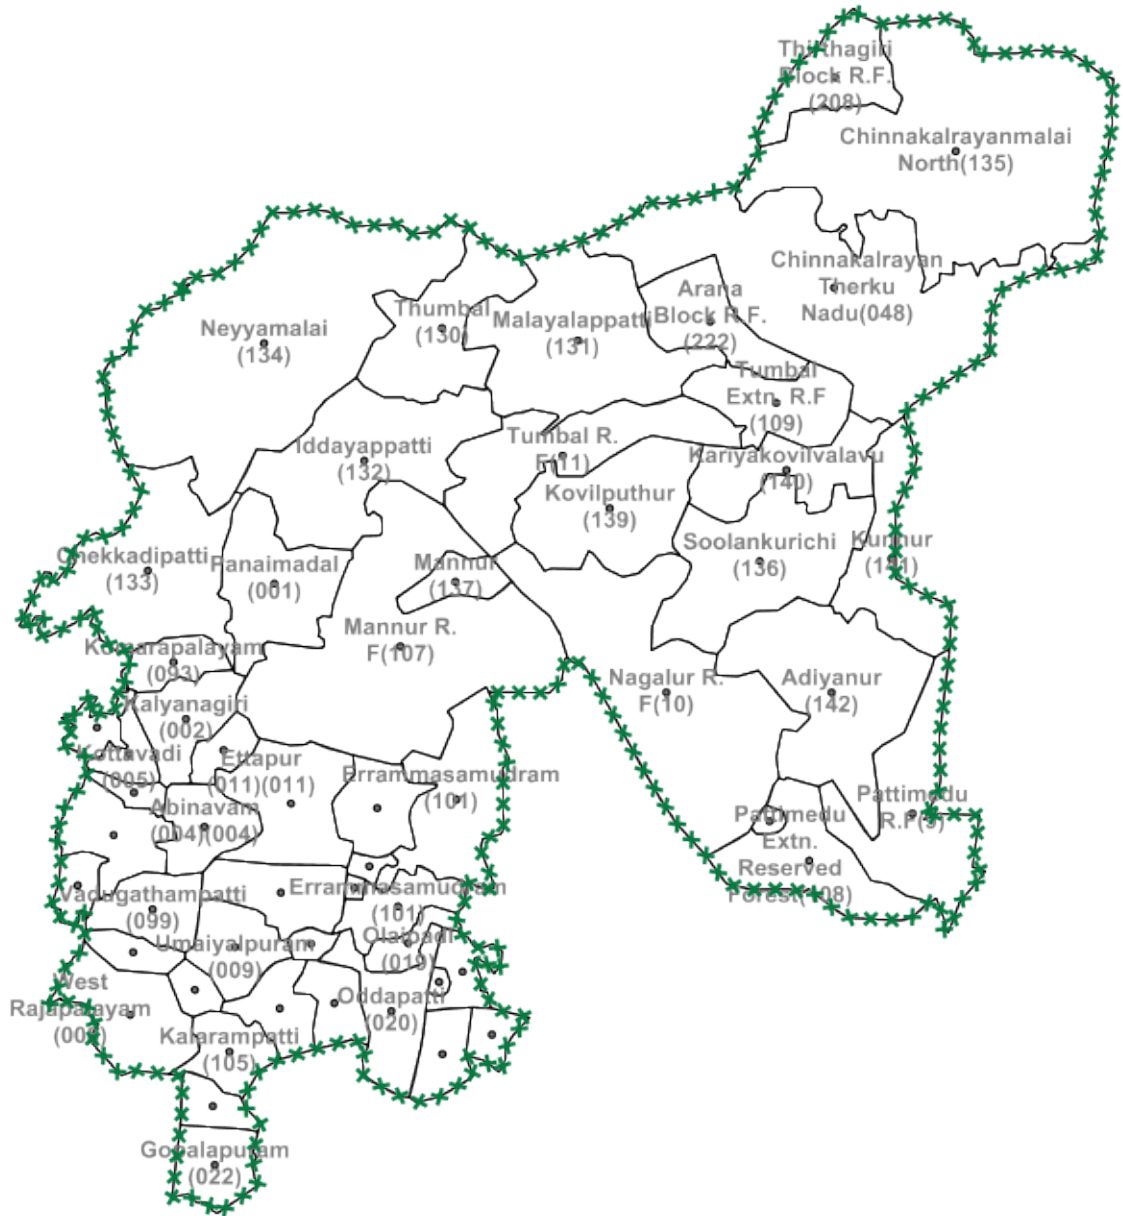 Thirthagiri
Block R.F.
(208)
Chinnakalrayanmalai
North(135)
Chinnakalrayan
Therku
Nadu(048)
Arana
Block R.F.
(222)
Thumbal
(130)
Malayalappatti
(131)
Neyyamalai
(134)
Tumbal
Extn. R.F
(109)
Iddayappatti
(132)
Tumbal R.
F(11)
Kariyakovilvalavu
(140)
Kovilputhur
(139)
Soolankurichi
(136)
Kunnur
(141)
Chekkadipatti
(133)
Panaimadal
(001)
Mannur
(137)
Mannur R.
F(107)
Komarapalayam
(093)
Nagalur R.
F(10)
Adiyanur
(142)
Kalyanagiri
(002)
Kottavadi
(005)
Ettapur
(011)(011)
Errammasamudram
(101)
Abinavam
(004)(004)
Pattimedu
Extn.
Reserved
Forest(108)
Pattimedu
R.F(9)
Vadugathampatti
(099)
Errammasamudram
(101)
Umaiyalpuram
(009)
Olaipadi
(019)
West
Rajapalayam
Oddapatti
(020)
Kalarampatti
(105)
Gopalapuram
(022)